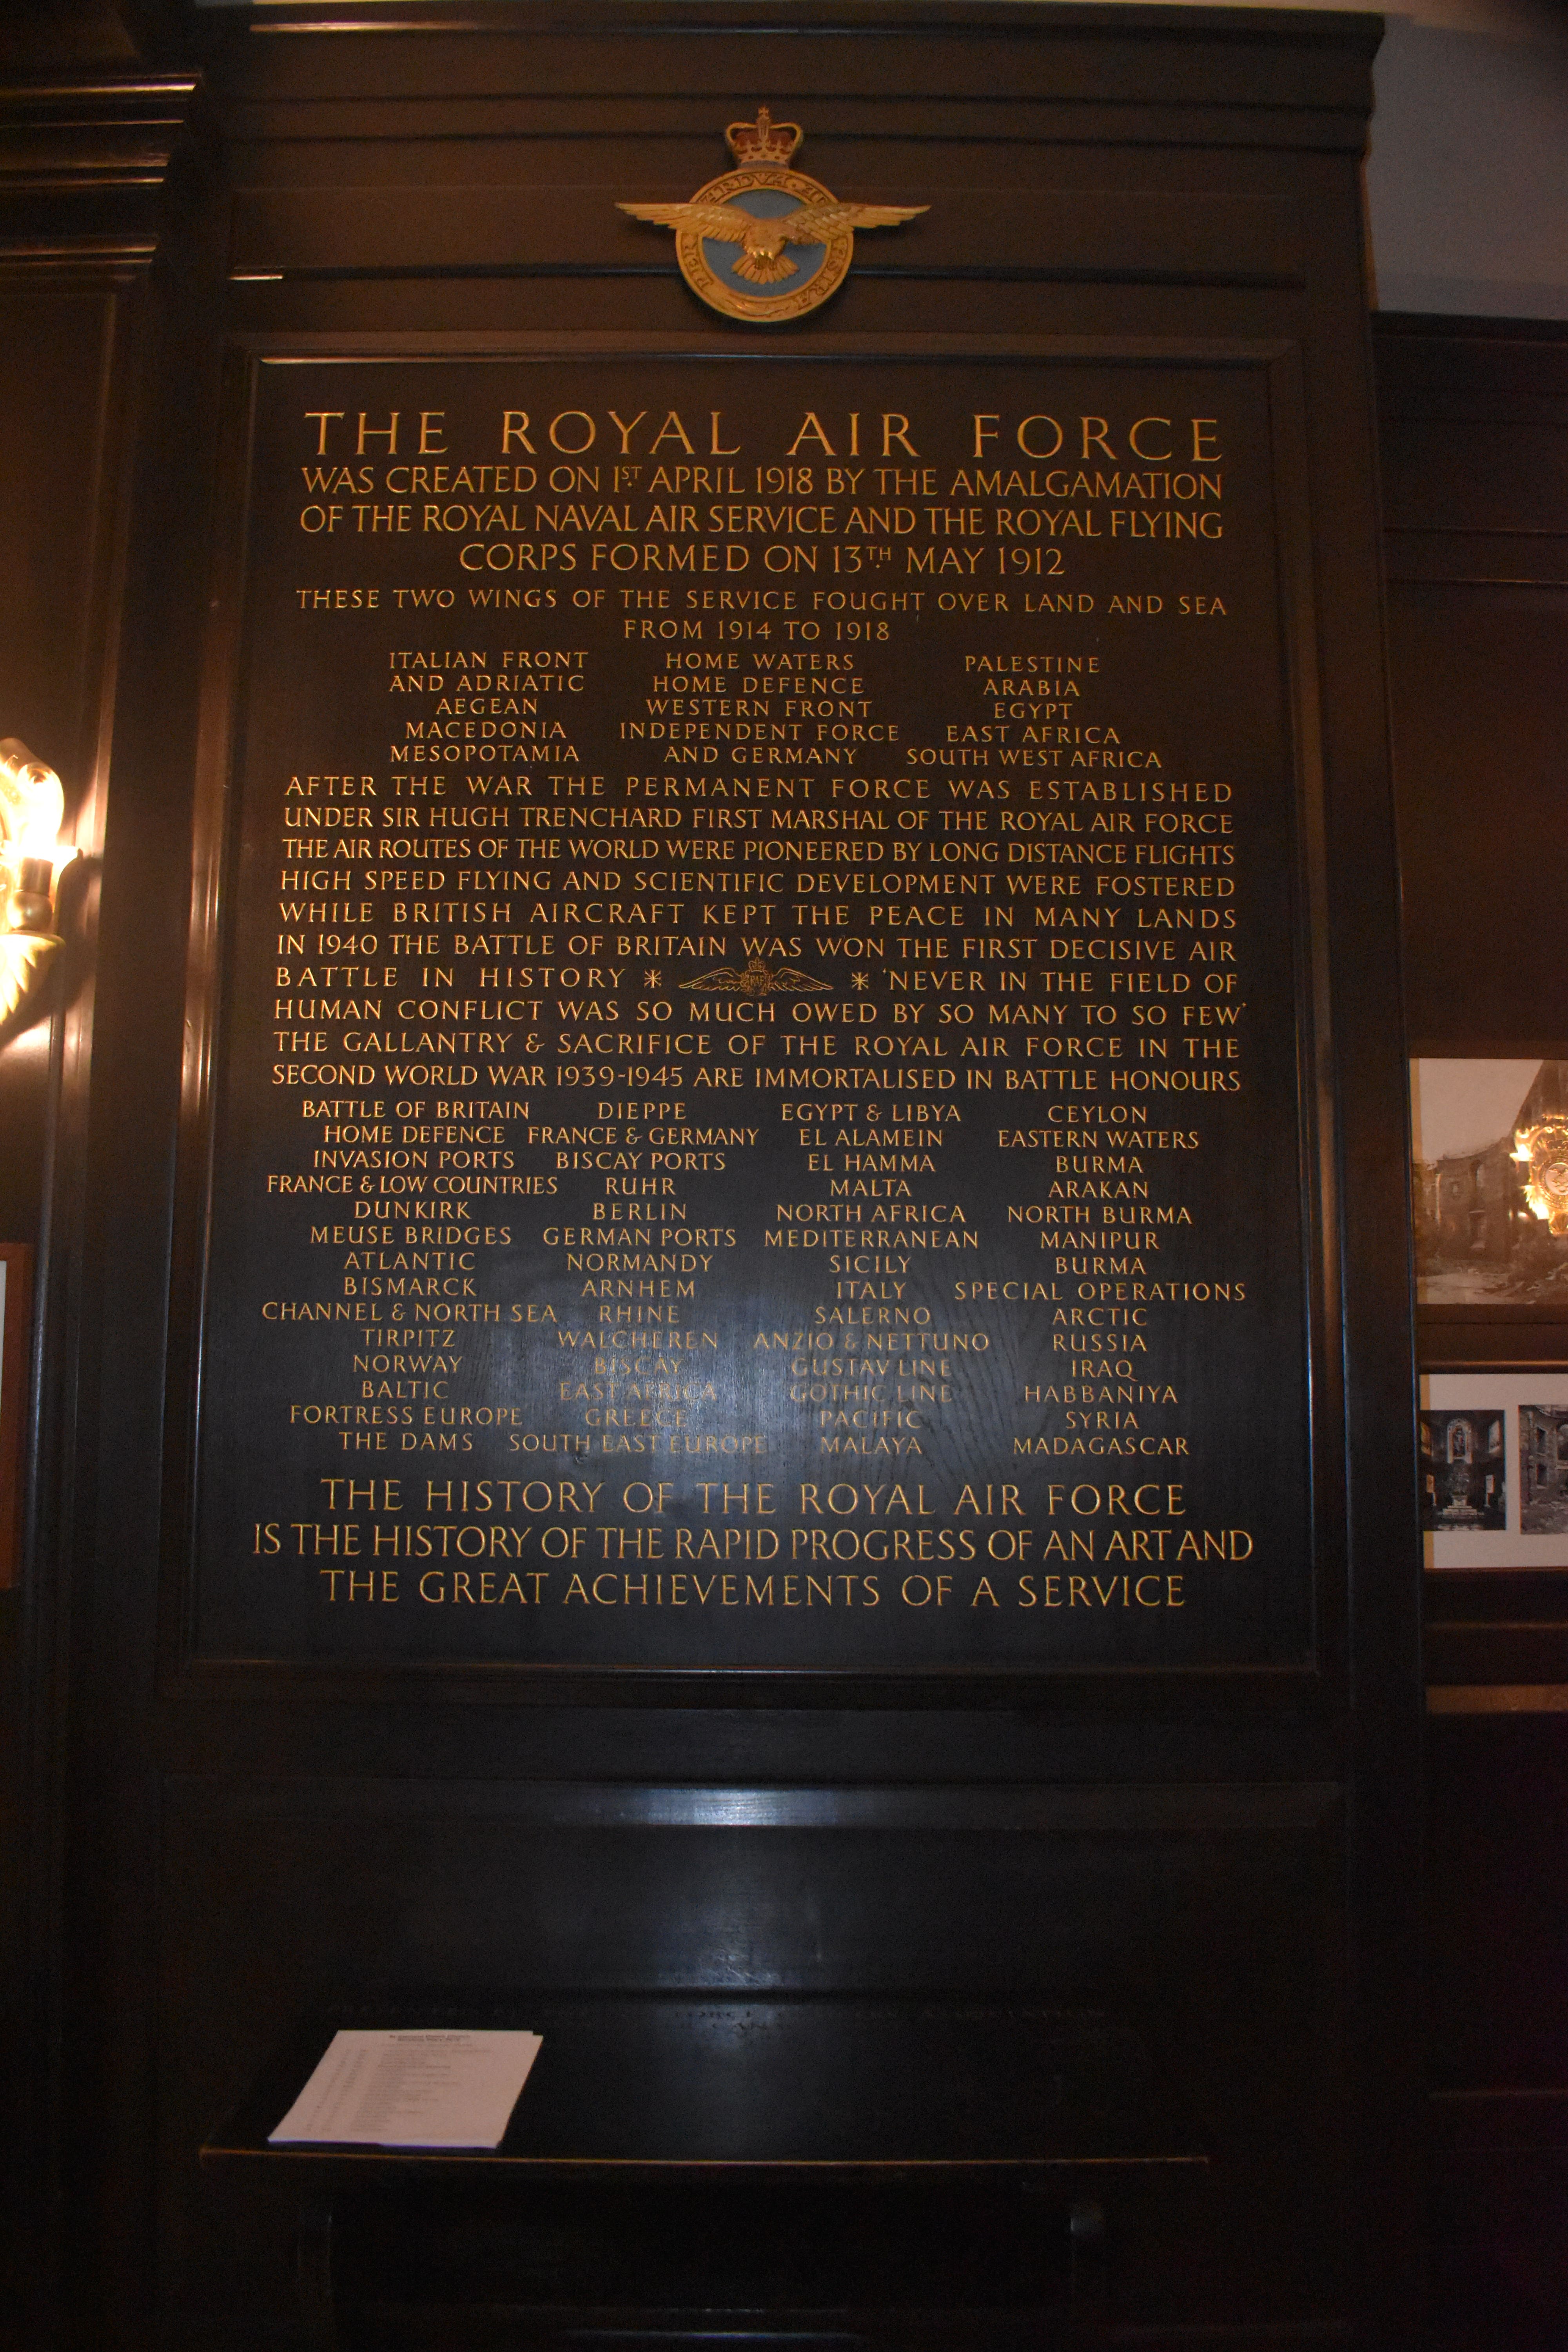 THE ROYAL AIR FORCE
WAS CREATED ON 1ST APRIL 1918 BY THE AMALGAMATION
OF THE ROYAL NAVAL AIR SERVICE AND THE ROYAL FLYING
CORPS FORMED ON 13TH MAY 1912
THESE TWO WINGS OF THE SERVICE FOUGHT OVER LAND AND SEA
FROM 1914 TO 1918
ITALIAN FRONT HOME WATERS PALESTINE
AND ADRIATIC HOME DEFENCE ARABIA
AEGEAN WESTERN FRONT EGYPT
MACEDONIA INDEPENDENT FORCE EAST AFRICA
MESOPOTAMIA AND GERMANY SOUTH WEST AFRICA
AFTER THE WAR THE PERMANENT FORCE WAS ESTABLISHED
UNDER SIR HUGH TRENCHARD FIRST MARSHAL OF THE ROYAL AIR FORCE
THE AIR ROUTES OF THE WORLD WERE PIONEERED BY LONG DISTANCE FLIGHTS
HIGH SPEED FLYING AND SCIENTIFIC DEVELOPMENT WERE FOSTERED
WHILE BRITISH AIRCRAFT KEPT THE PEACE IN MANY LANDS
IN 1940 THE BATTLE OF BRITAIN WAS WON THE FIRST DECISIVE AIR
BATTLE IN HISTORY * RAF * 'NEVER IN THE FIELD OF
HUMAN CONFLICT WAS SO MUCH OWED BY SO MANY TO SO FEW'
THE GALLANTRY & SACRIFICE OF THE ROYAL AIR FORCE IN THE
SECOND WORLD WAR 1939-1945 ARE IMMORTALISED IN BATTLE HONOURS
BATTLE OF BRITAIN DIEPPE EGYPT & LIBYA CEYLON
HOME DEFENCE FRANCE & GERMANY EL ALAMEIN EASTERN WATERS
INVASION PORTS BISCAY PORTS EL HAMMA BURMA
FRANCE & LOW COUNTRIES RUHR MALTA ARAKAN
DUNKIRK BERLIN NORTH AFRICA NORTH BURMA
MEUSE BRIDGES GERMAN PORTS MEDITERRANEAN MANIPUR
ATLANTIC NORMANDY SICILY BURMA
BISMARCK ARNHEM ITALY SPECIAL OPERATIONS
CHANNEL & NORTH SEA RHINE SALERNO ARCTIC
TIRPITZ WALCHEREN ANZIO & NETTUNO RUSSIA
NORWAY BISCAY GUSTAV LINE IRAQ
BALTIC EAST AFRICA GOTHIC LINE HABBANIYA
FORTRESS EUROPE GREECE PACIFIC SYRIA
THE DAMS SOUTH EAST EUROPE MALAYA MADAGASCAR
THE HISTORY OF THE ROYAL AIR FORCE
IS THE HISTORY OF THE RAPID PROGRESS OF AN ART AND
THE GREAT ACHIEVEMENTS OF A SERVICE